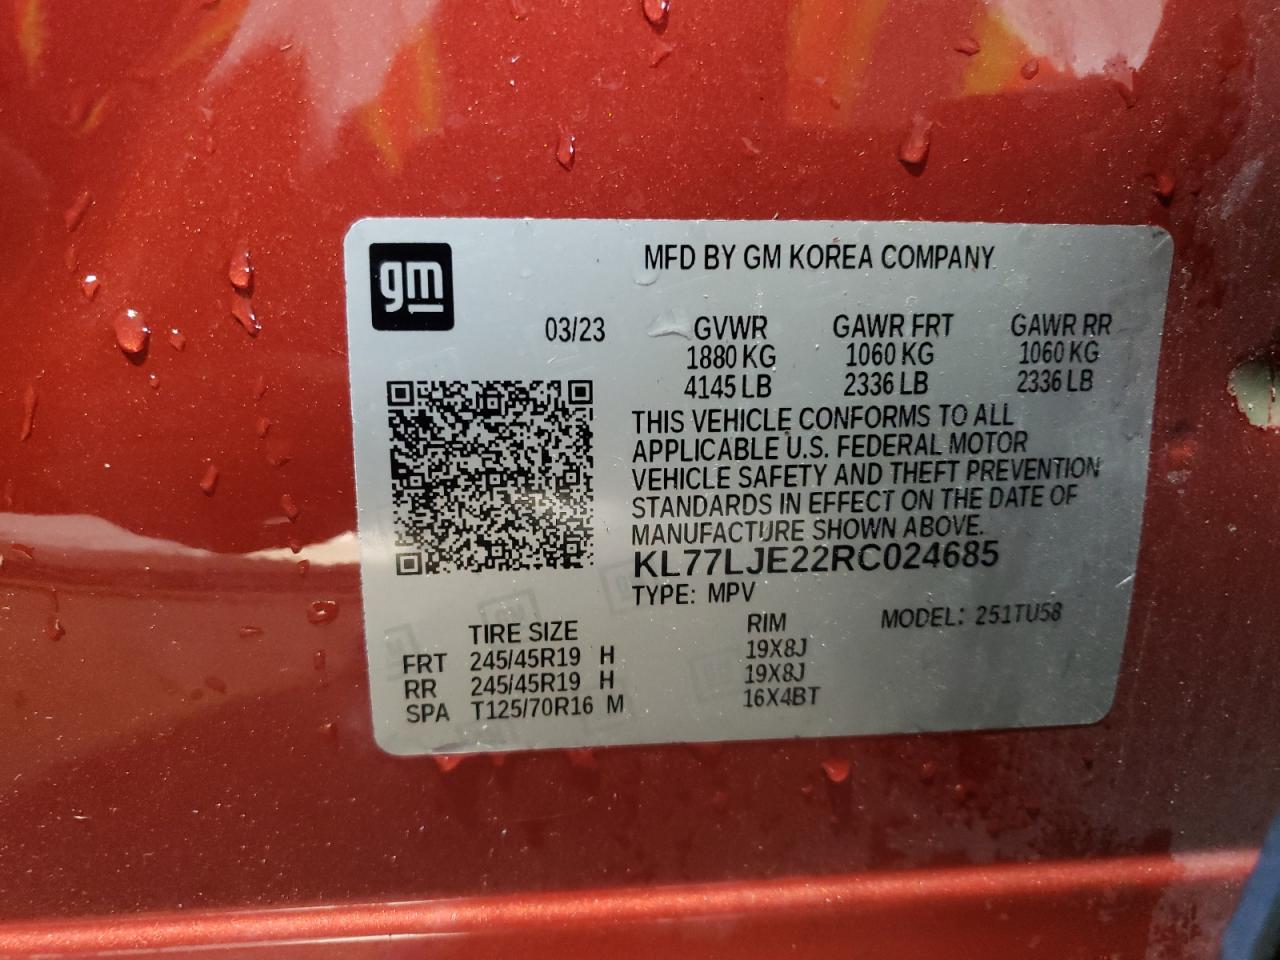 gm
MFD BY GM KOREA COMPANY
03/23 GVWR GAWR FRT GAWR RR
1880 KG 1060 KG 1060 KG
4145 LB 2336 LB 2336 LB
THIS VEHICLE CONFORMS TO ALL
APPLICABLE U.S. FEDERAL MOTOR
VEHICLE SAFETY AND THEFT PREVENTION
STANDARDS IN EFFECT ON THE DATE OF
MANUFACTURE SHOWN ABOVE.
KL77LJE22RC024685
TYPE: MPV
TIRE SIZE RIM MODEL: 251TU58
FRT 245/45R19 H 19X8J
RR 245/45R19 H 19X8J
SPA T125/70R16 M 16X4BT